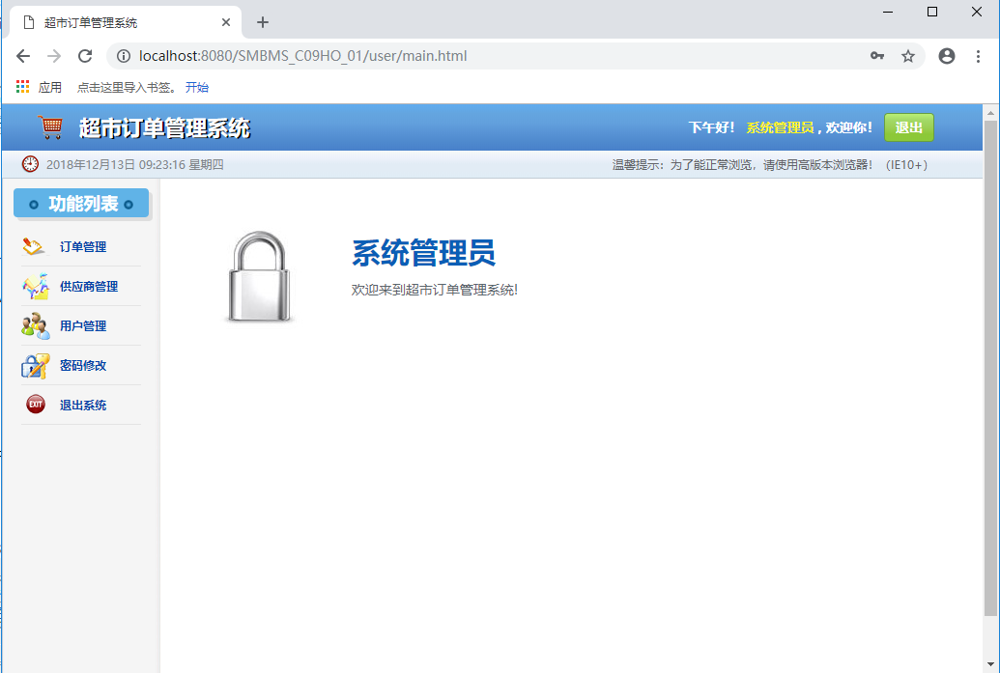 超市订单管理系统
localhost:8080/SMBMS_C09HO_01/user/main.html
应用 点击这里导入书签。 开始
超市订单管理系统 下午好! 系统管理员 , 欢迎你! 退出
2018年12月13日 09:23:16 星期四 温馨提示:为了能正常浏览,请使用高版本浏览器! (IE10+)
功能列表
订单管理
供应商管理
用户管理
密码修改
EXIT 退出系统
系统管理员
欢迎来到超市订单管理系统!